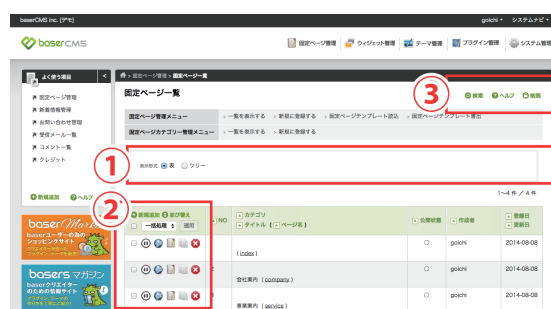 baserCMS inc. [デモ]
goichi
システムナビ
baserCMS
固定ページ管理
ウィジェット管理
テーマ管理
プラグイン管理
システム管理
よく使う項目
<
固定ページ管理
新着情報管理
お問い合わせ管理
受信メール一覧
コメント一覧
クレジット
新規追加 ヘルプ
baser Market
baserユーザーの為の
ショッピングサイト
basers マガジン
baserクリエイター
のための情報サイト
> 固定ページ管理 > 固定ページ一覧
固定ページ一覧
3
検索 ヘルプ 制限
固定ページ管理メニュー
> 一覧を表示する > 新規に登録する > 固定ページテンプレート読込 > 固定ページテンプレート書出
固定ページカテゴリー管理メニュー
> 一覧を表示する > 新規に登録する
1
表示形式 表 ツリー
1〜4 件 / 4 件
2
新規追加 並び替え
一括処理 適用
NO
カテゴリ
タイトル (ページ名)
公開状態
作成者
登録日
更新日
( index )
○ goichi 2014-08-08
2
会社案内 ( company )
○ goichi 2014-08-08
事業案内 ( service )
○ goichi 2014-08-08